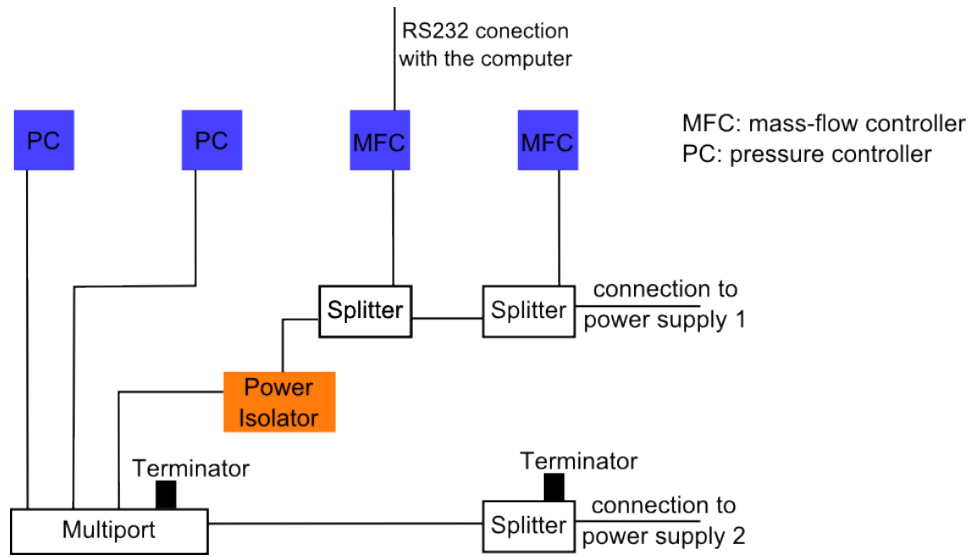 RS232 conection
with the computer
PC
PC
MFC
MFC
MFC: mass-flow controller
PC: pressure controller
Splitter
Splitter
connection to
power supply 1
Power
Isolator
Terminator
Terminator
Multiport
Splitter
connection to
power supply 2